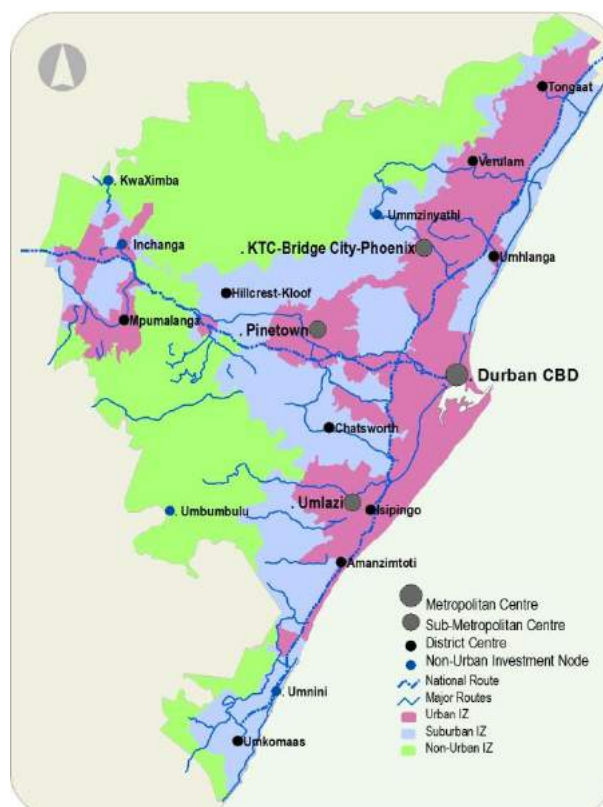 Tongaat
Verulam
KwaXimba
Ummzinyathi
Inchanga
KTC-Bridge City-Phoenix
Umhlanga
Hillcrest-Kloof
Mpumalanga
Pinetown
Durban CBD
Chatsworth
Umlazi
Isipingo
Umbumbulu
Amanzimtoti
Metropolitan Centre
Sub-Metropolitan Centre
District Centre
Non-Urban Investment Node
National Route
Major Routes
Urban IZ
Suburban IZ
Non-Urban IZ
Umnini
Umkomaas